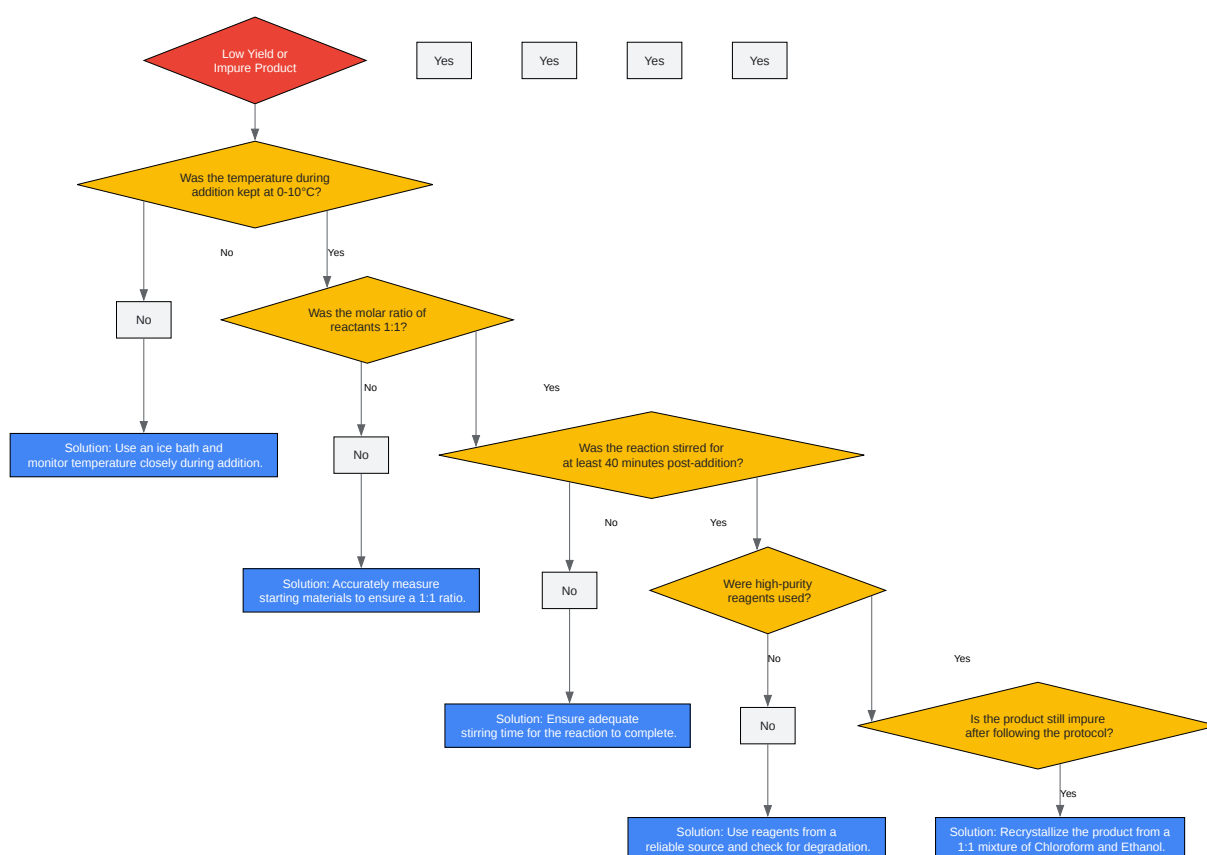 Low Yield or
Impure Product
Yes
Yes
Yes
Yes
Was the temperature during
addition kept at 0-10°C?
No
Yes
No
Was the molar ratio of
reactants 1:1?
No
Yes
Solution: Use an ice bath and
monitor temperature closely during addition.
No
Was the reaction stirred for
at least 40 minutes post-addition?
No
Yes
Solution: Accurately measure
starting materials to ensure a 1:1 ratio.
No
Were high-purity
reagents used?
No
Yes
Solution: Ensure adequate
stirring time for the reaction to complete.
No
Is the product still impure
after following the protocol?
Yes
Solution: Use reagents from a
reliable source and check for degradation.
Solution: Recrystallize the product from a
1:1 mixture of Chloroform and Ethanol.